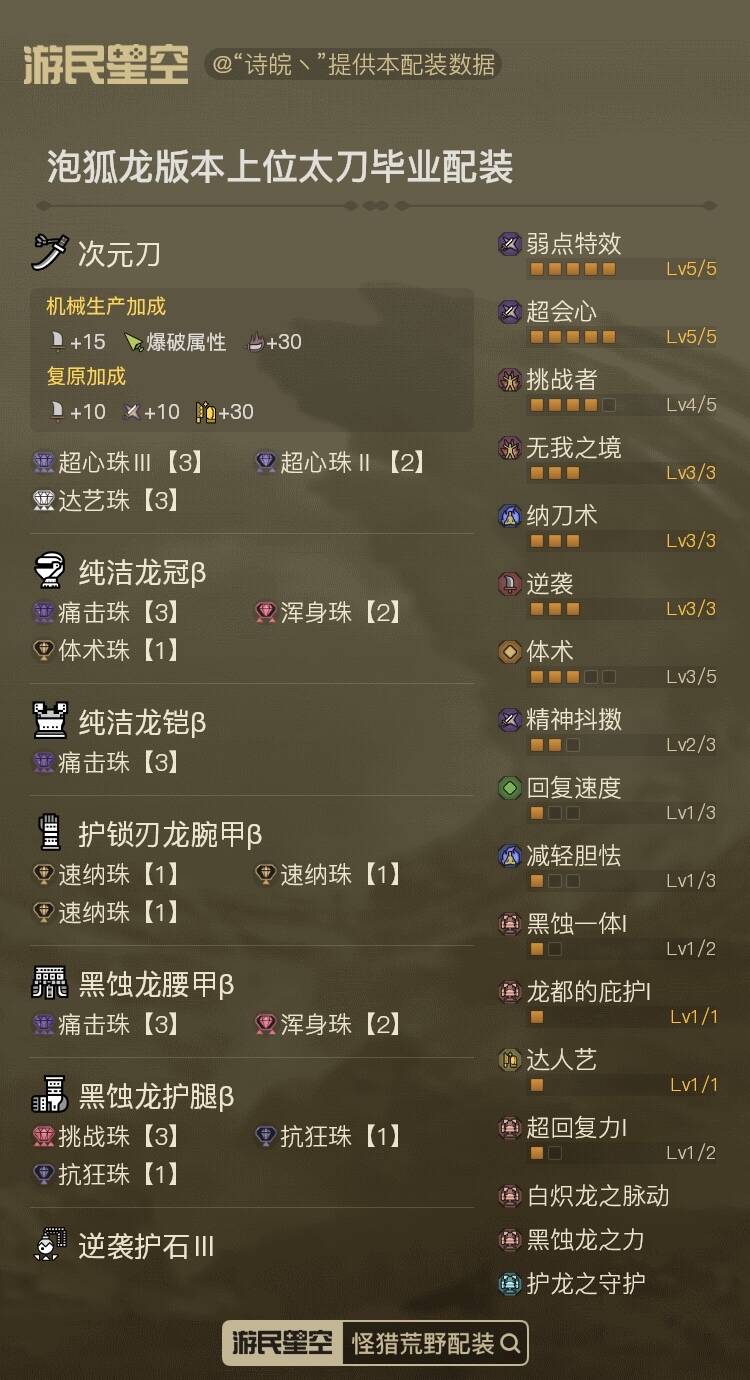 游民星空 @“诗皖丶”提供本配装数据
泡狐龙版本上位太刀毕业配装
次元刀
机械生产加成
+15 爆破属性 +30
复原加成
+10 +10 +30
超心珠Ⅲ【3】 超心珠Ⅱ【2】
达艺珠【3】
纯洁龙冠β
痛击珠【3】 浑身珠【2】
体术珠【1】
纯洁龙铠β
痛击珠【3】
护锁刃龙腕甲β
速纳珠【1】 速纳珠【1】
速纳珠【1】
黑蚀龙腰甲β
痛击珠【3】 浑身珠【2】
黑蚀龙护腿β
挑战珠【3】 抗狂珠【1】
抗狂珠【1】
逆袭护石Ⅲ
弱点特效
Lv5/5
超会心
Lv5/5
挑战者
Lv4/5
无我之境
Lv3/3
纳刀术
Lv3/3
逆袭
Lv3/3
体术
Lv3/5
精神抖擞
Lv2/3
回复速度
Lv1/3
减轻胆怯
Lv1/3
黑蚀一体Ⅰ
Lv1/2
龙都的庇护Ⅰ
Lv1/1
达人艺
Lv1/1
超回复力Ⅰ
Lv1/2
白炽龙之脉动
黑蚀龙之力
护龙之守护
游民星空 怪猎荒野配装